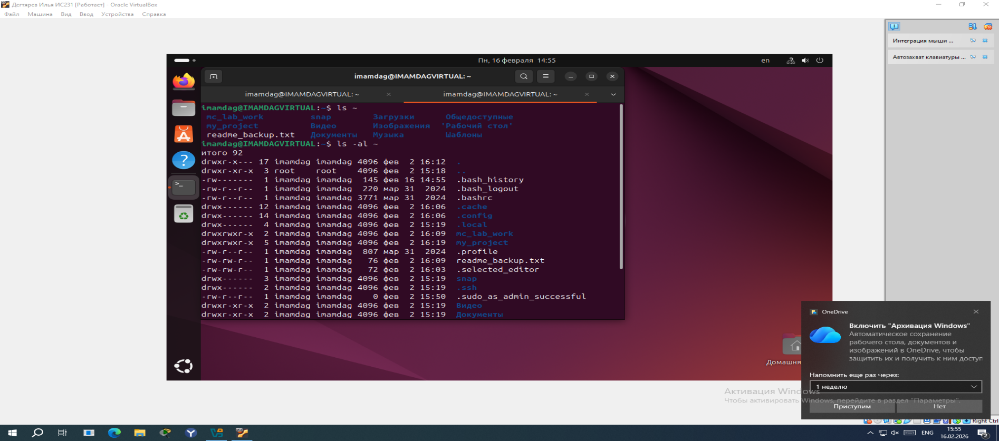 Дегтярев Илья ИС231 [Работает] - Oracle VirtualBox
Файл Машина Вид Ввод Устройства Справка
Интеграция мыши ...
Автозахват клавиатуры ...
Пн, 16 февраля 14:55
en
imamdag@IMAMDAGVIRTUAL: ~
imamdag@IMAMDAGVIRTUAL: ~ imamdag@IMAMDAGVIRTUAL: ~
imamdag@IMAMDAGVIRTUAL:~$ ls ~
mc_lab_work snap Загрузки Общедоступные
my_project Видео Изображения 'Рабочий стол'
readme_backup.txt Документы Музыка Шаблоны
imamdag@IMAMDAGVIRTUAL:~$ ls -al ~
итого 92
drwxr-x--- 17 imamdag imamdag 4096 фев 2 16:12 .
drwxr-xr-x 3 root root 4096 фев 2 15:18 ..
-rw------- 1 imamdag imamdag 145 фев 16 14:55 .bash_history
-rw-r--r-- 1 imamdag imamdag 220 мар 31 2024 .bash_logout
-rw-r--r-- 1 imamdag imamdag 3771 мар 31 2024 .bashrc
drwx------ 12 imamdag imamdag 4096 фев 2 16:06 .cache
drwx------ 14 imamdag imamdag 4096 фев 2 16:06 .config
drwx------ 4 imamdag imamdag 4096 фев 2 15:19 .local
drwxrwxr-x 2 imamdag imamdag 4096 фев 2 16:09 mc_lab_work
drwxrwxr-x 5 imamdag imamdag 4096 фев 2 16:19 my_project
-rw-r--r-- 1 imamdag imamdag 807 мар 31 2024 .profile
-rw-rw-r-- 1 imamdag imamdag 76 фев 2 16:09 readme_backup.txt
-rw-rw-r-- 1 imamdag imamdag 72 фев 2 16:03 .selected_editor
drwx------ 3 imamdag imamdag 4096 фев 2 15:19 snap
drwx------ 2 imamdag imamdag 4096 фев 2 15:19 .ssh
-rw-r--r-- 1 imamdag imamdag 0 фев 2 15:50 .sudo_as_admin_successful
drwxr-xr-x 2 imamdag imamdag 4096 фев 2 15:19 Видео
drwxr-xr-x 2 imamdag imamdag 4096 фев 2 15:19 Документы
Домашня
OneDrive
Включить "Архивация Windows"
Автоматическое сохранение
рабочего стола, документов и
изображений в OneDrive, чтобы
защитить их и получить к ним доступ
Напомнить еще раз через:
1 неделю
Приступим Нет
Активация Windows
Чтобы активировать Windows, перейдите в раздел "Параметры".
Right Ctrl
ENG
15:55
16.02.2026
2